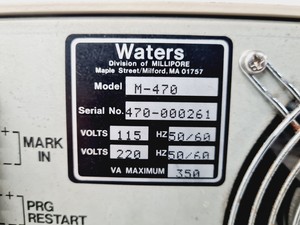 Waters
Division of MILLIPORE
Maple Street/Milford, MA 01757
Model M-470
Serial No. 470-000261
VOLTS 115 HZ 50/60
VOLTS 220 HZ 50/60
VA MAXIMUM 350
MARK
IN
PRG
RESTART